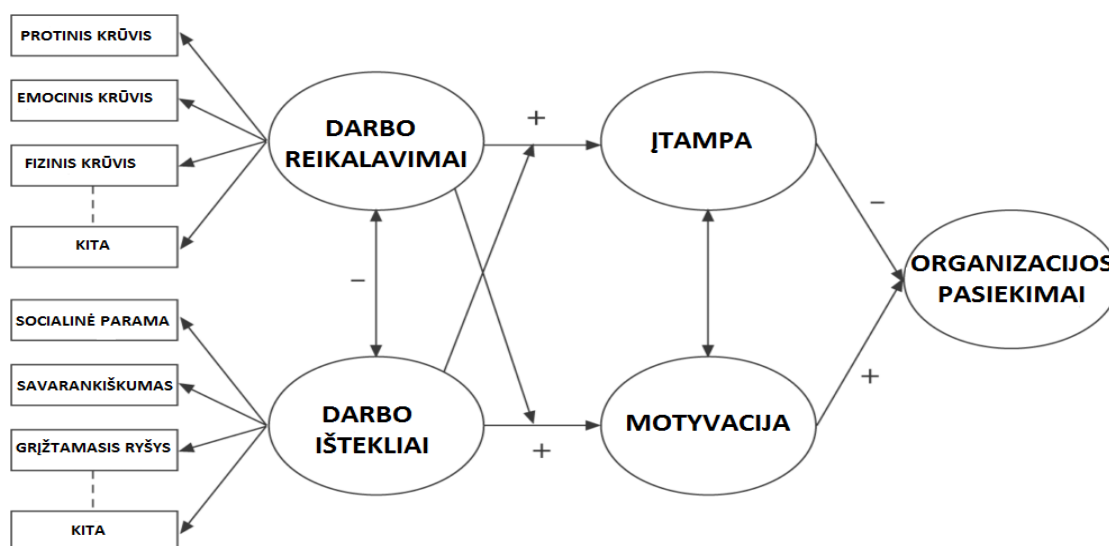 PROTINIS KRŪVIS
EMOCINIS KRŪVIS
FIZINIS KRŪVIS
KITA
SOCIALINĖ PARAMA
SAVARANKIŠKUMAS
GRĮŽTAMASIS RYŠYS
KITA
DARBO
REIKALAVIMAI
DARBO
IŠTEKLIAI
+
−
+
ĮTAMPA
MOTYVACIJA
−
+
ORGANIZACIJOS
PASIEKIMAI